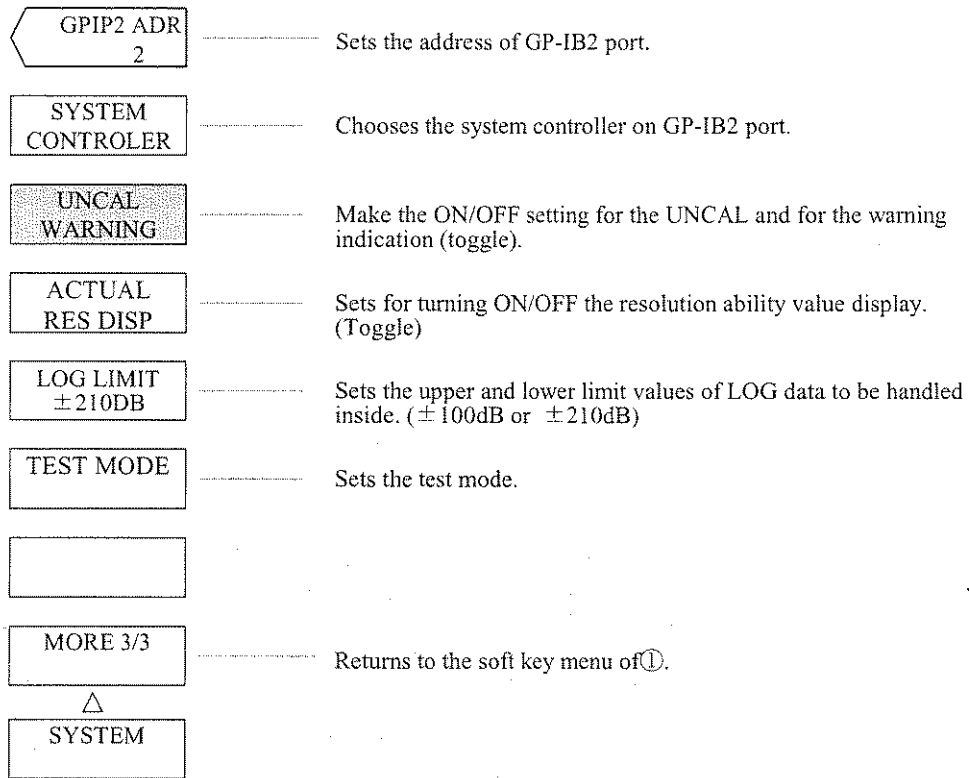 GPIP2 ADR
2
Sets the address of GP-IB2 port.
SYSTEM
CONTROLER
Chooses the system controller on GP-IB2 port.
UNCAL
WARNING
Make the ON/OFF setting for the UNCAL and for the warning
indication (toggle).
ACTUAL
RES DISP
Sets for turning ON/OFF the resolution ability value display.
(Toggle)
LOG LIMIT
±210DB
Sets the upper and lower limit values of LOG data to be handled
inside. (±100dB or ±210dB)
TEST MODE
Sets the test mode.
MORE 3/3
Returns to the soft key menu of①.
△
SYSTEM